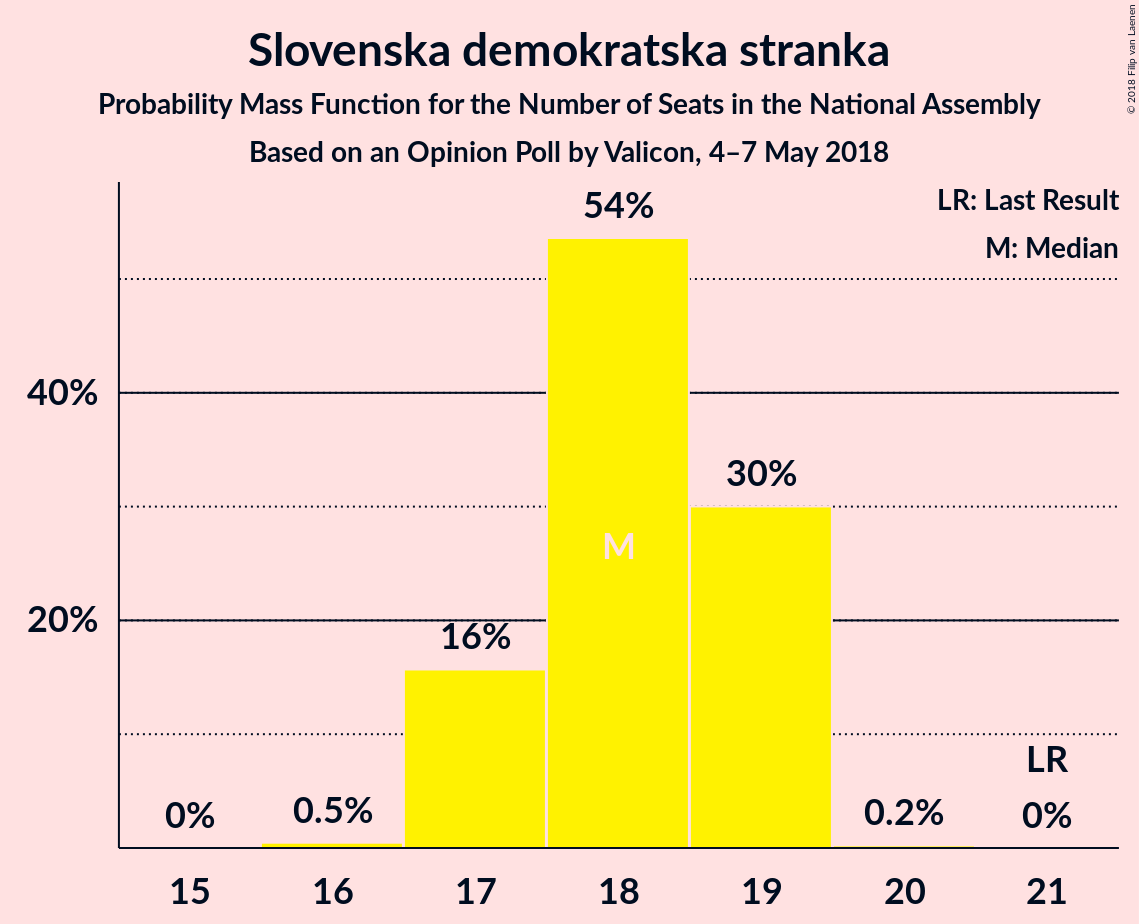 Slovenska demokratska stranka
Probability Mass Function for the Number of Seats in the National Assembly
Based on an Opinion Poll by Valicon, 4–7 May 2018
© 2018 Filip van Laenen
LR: Last Result
M: Median
54%
40%
30%
M
20%
16%
LR
0%
0.5%
0.2%
0%
15
16
17
18
19
20
21